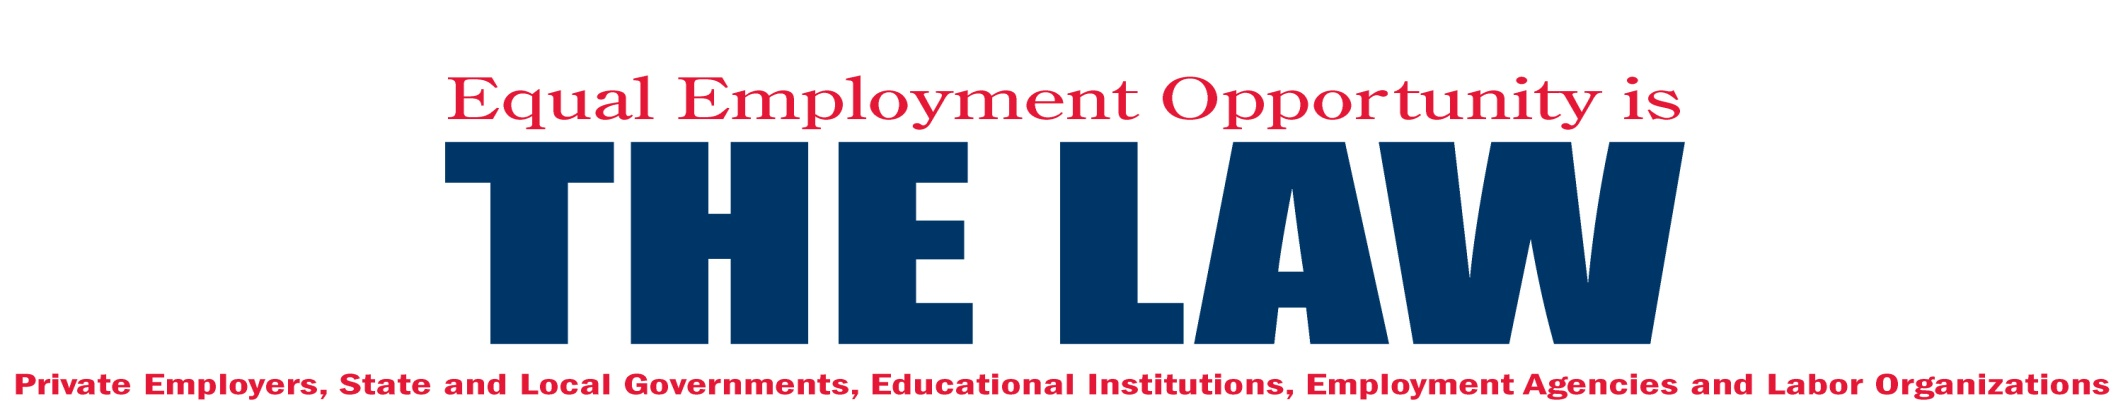 Equal Employment Opportunity is
THE LAW
Private Employers, State and Local Governments, Educational Institutions, Employment Agencies and Labor Organizations